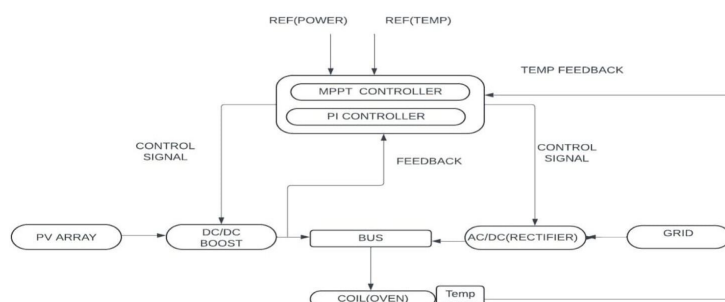 REF(POWER)
REF(TEMP)
TEMP FEEDBACK
MPPT CONTROLLER
PI CONTROLLER
CONTROL
SIGNAL
FEEDBACK
CONTROL
SIGNAL
PV ARRAY
DC/DC
BOOST
BUS
AC/DC(RECTIFIER)
GRID
COIL(OVEN)
Temp